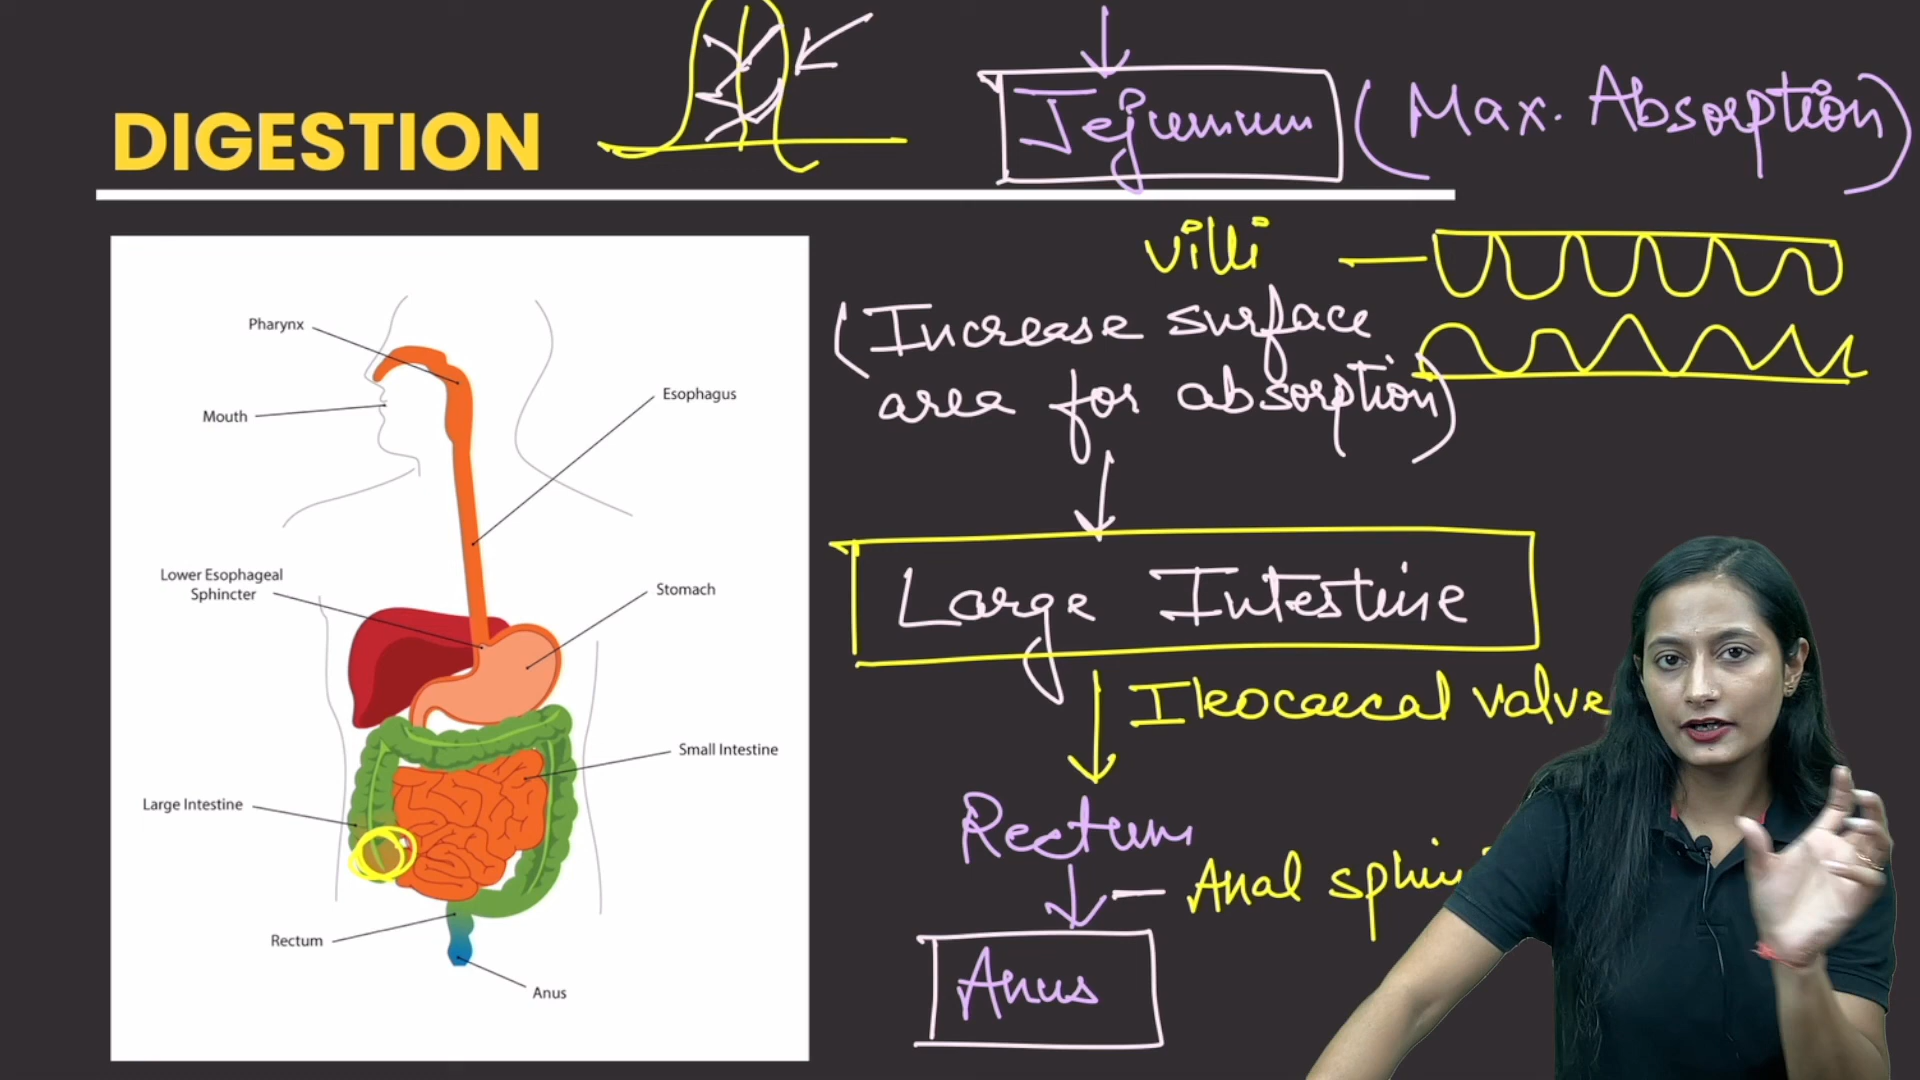 DIGESTION
Jejunum (Max. Absorption)
villi
(Increase surface
area for absorption)
Large Intestine
Ileocaecal valve
Rectum
Anal
Anus
Pharynx
Mouth
Esophagus
Lower Esophageal
Sphincter
Stomach
Small Intestine
Large Intestine
Rectum
Anus